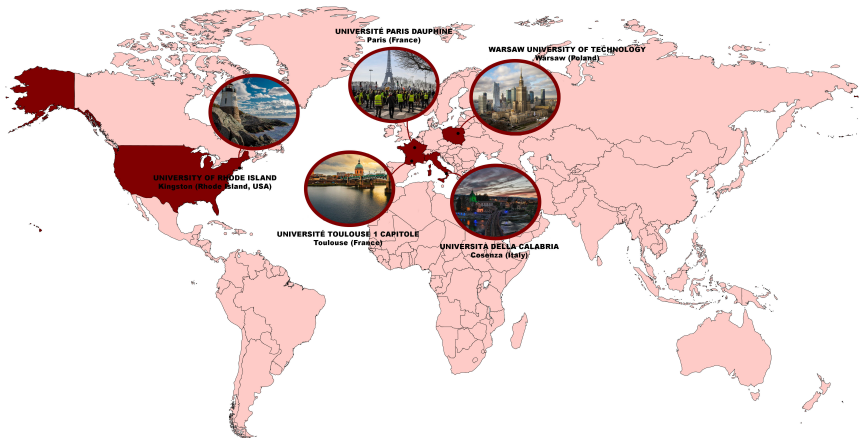 UNIVERSITÉ PARIS DAUPHINE
Paris (France)
WARSAW UNIVERSITY OF TECHNOLOGY
Warsaw (Poland)
UNIVERSITY OF RHODE ISLAND
Kingston (Rhode Island, USA)
UNIVERSITÉ TOULOUSE 1 CAPITOLE
Toulouse (France)
UNIVERSITÀ DELLA CALABRIA
Cosenza (Italy)